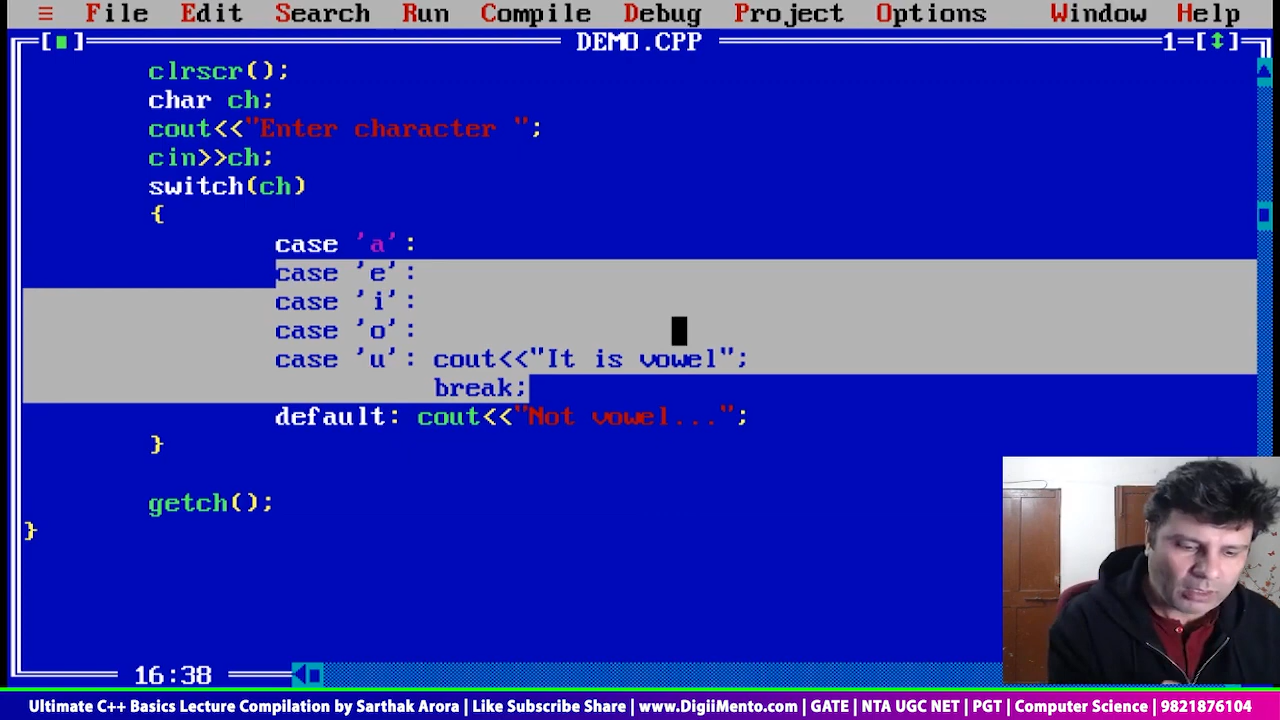 ≡ File Edit Search Run Compile Debug Project Options Window Help
[■] DEMO.CPP 1=[↕]
clrscr();
char ch;
cout<<"Enter character ";
cin>>ch;
switch(ch)
{
case 'a':
case 'e':
case 'i':
case 'o':
case 'u': cout<<"It is vowel";
break;
default: cout<<"Not vowel...";
}
getch();
}
16:38
Ultimate C++ Basics Lecture Compilation by Sarthak Arora | Like Subscribe Share | www.DigiiMento.com | GATE | NTA UGC NET | PGT | Computer Science | 9821876104